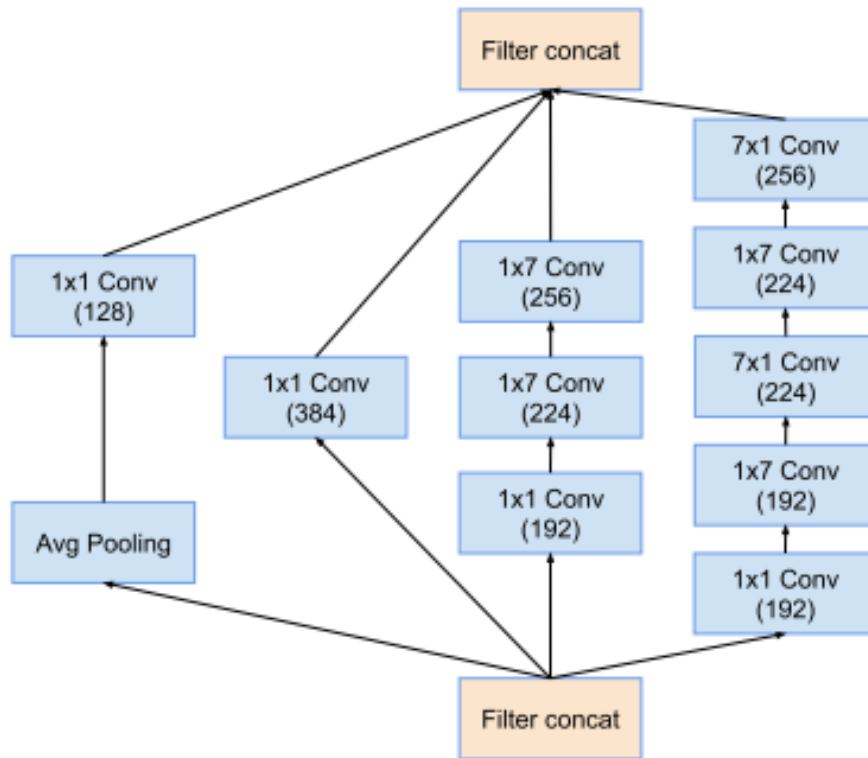 Filter concat
7x1 Conv
(256)
1x7 Conv
(224)
7x1 Conv
(224)
1x7 Conv
(192)
1x1 Conv
(192)
1x7 Conv
(256)
1x7 Conv
(224)
1x1 Conv
(192)
1x1 Conv
(384)
1x1 Conv
(128)
Avg Pooling
Filter concat